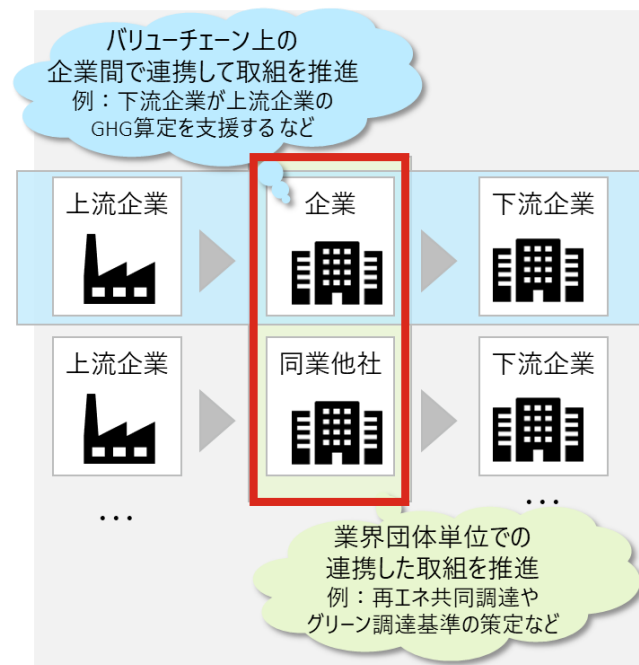 バリューチェーン上の
企業間で連携して取組を推進
例：下流企業が上流企業の
GHG算定を支援する など
上流企業
企業
下流企業
上流企業
同業他社
下流企業
…
…
業界団体単位での
連携した取組を推進
例：再エネ共同調達や
グリーン調達基準の策定など